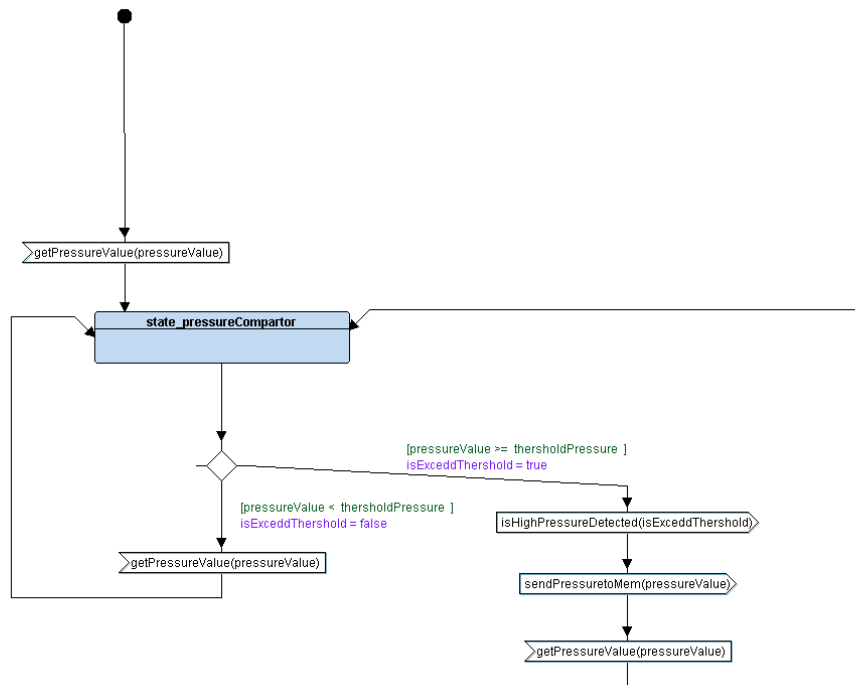 getPressureValue(pressureValue)
state_pressureCompartor
[pressureValue >= thersholdPressure ]
isExceddThershold = true
[pressureValue < thersholdPressure ]
isExceddThershold = false
isHighPressureDetected(isExceddThershold)
getPressureValue(pressureValue)
sendPressuretoMem(pressureValue)
getPressureValue(pressureValue)